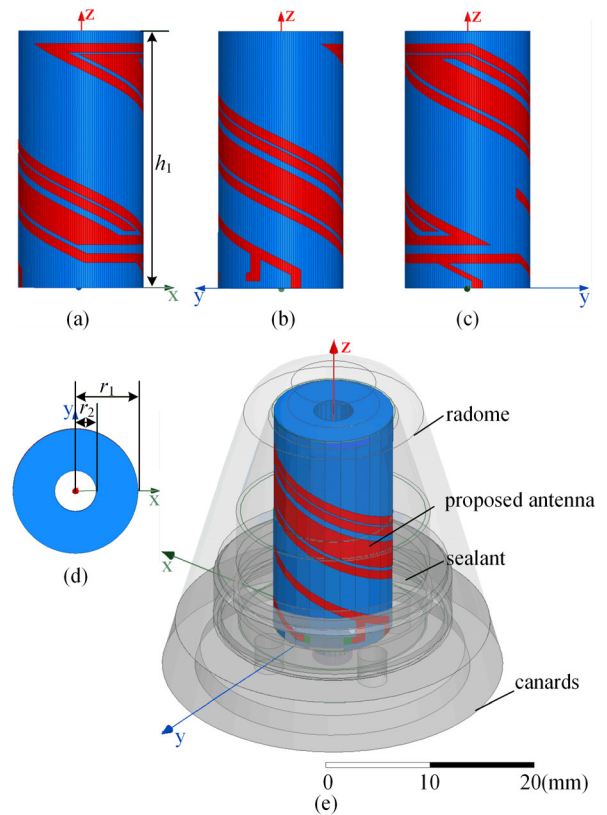 z
z
z
h1
x
y
y
(a)
(b)
(c)
z
r1
y
r2
radome
x
proposed antenna
sealant
x
(d)
canards
y
0 10 20(mm)
(e)